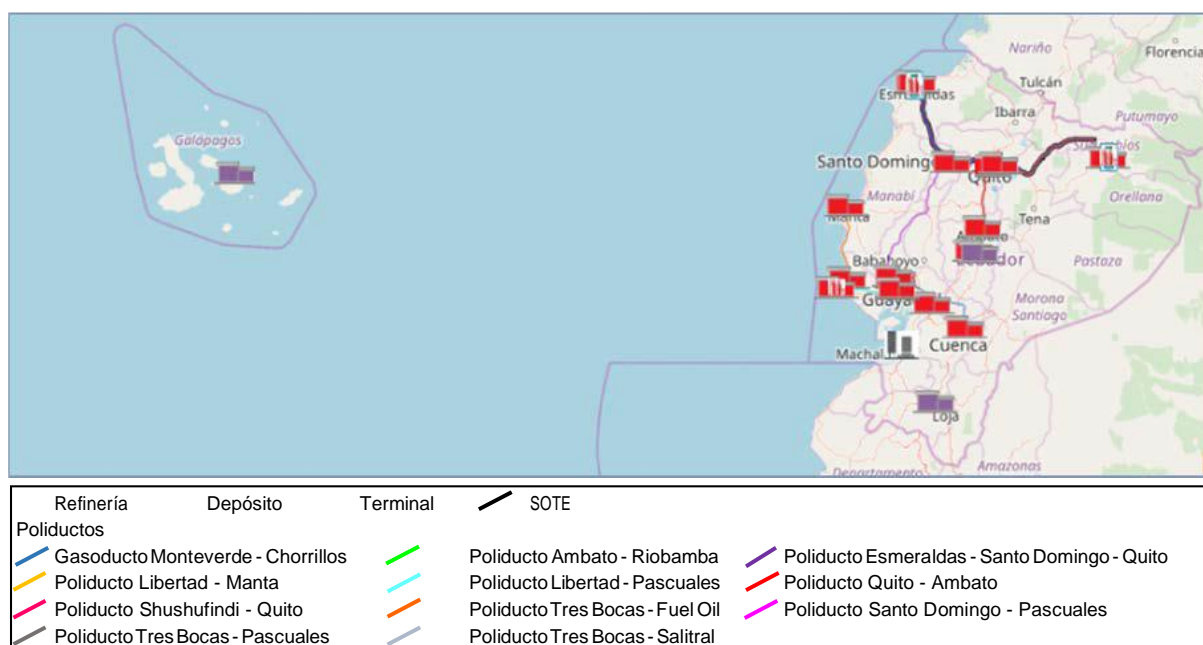 Nariño
Florencia
Tulcán
Ibarra
Putumayo
Esmeraldas
Galápagos
Santo Domingo
Quito
Manabí
Orellana
Manta
Tena
Ambato
Babahoyo
Ecuador
Pastaza
Guayaquil
Morona
Santiago
Machal
Cuenca
Loja
Departamento
Amazonas
Refinería Depósito Terminal SOTE
Poliductos
Gasoducto Monteverde - Chorrillos Poliducto Ambato - Riobamba Poliducto Esmeraldas - Santo Domingo - Quito
Poliducto Libertad - Manta Poliducto Libertad - Pascuales Poliducto Quito - Ambato
Poliducto Shushufindi - Quito Poliducto Tres Bocas - Fuel Oil Poliducto Santo Domingo - Pascuales
Poliducto Tres Bocas - Pascuales Poliducto Tres Bocas - Salitral